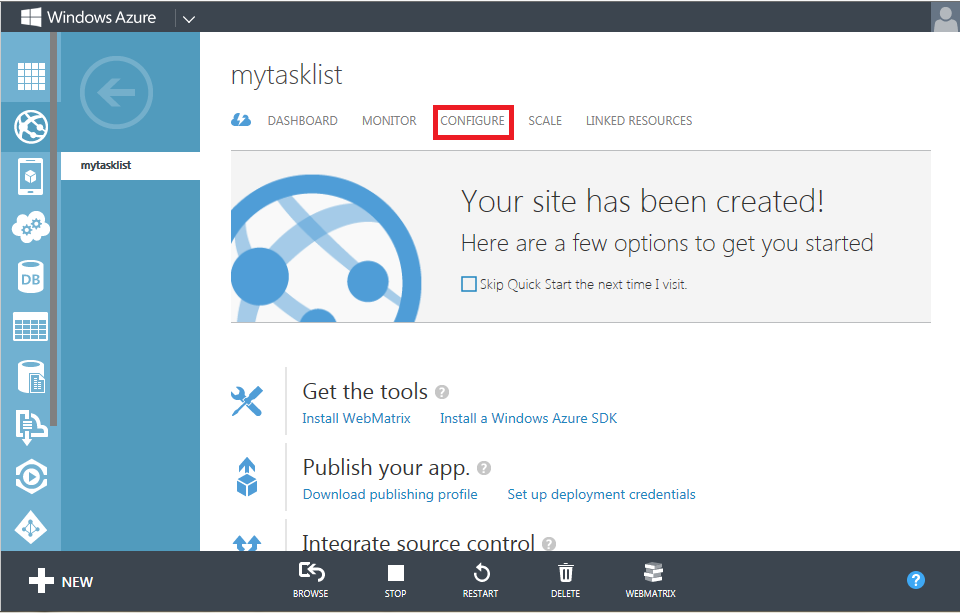 Windows Azure
mytasklist
DASHBOARD MONITOR CONFIGURE SCALE LINKED RESOURCES
mytasklist
Your site has been created!
Here are a few options to get you started
Skip Quick Start the next time I visit.
DB
Get the tools ?
Install WebMatrix Install a Windows Azure SDK
Publish your app. ?
Download publishing profile Set up deployment credentials
Integrate source control ?
NEW
BROWSE STOP RESTART DELETE WEBMATRIX
?